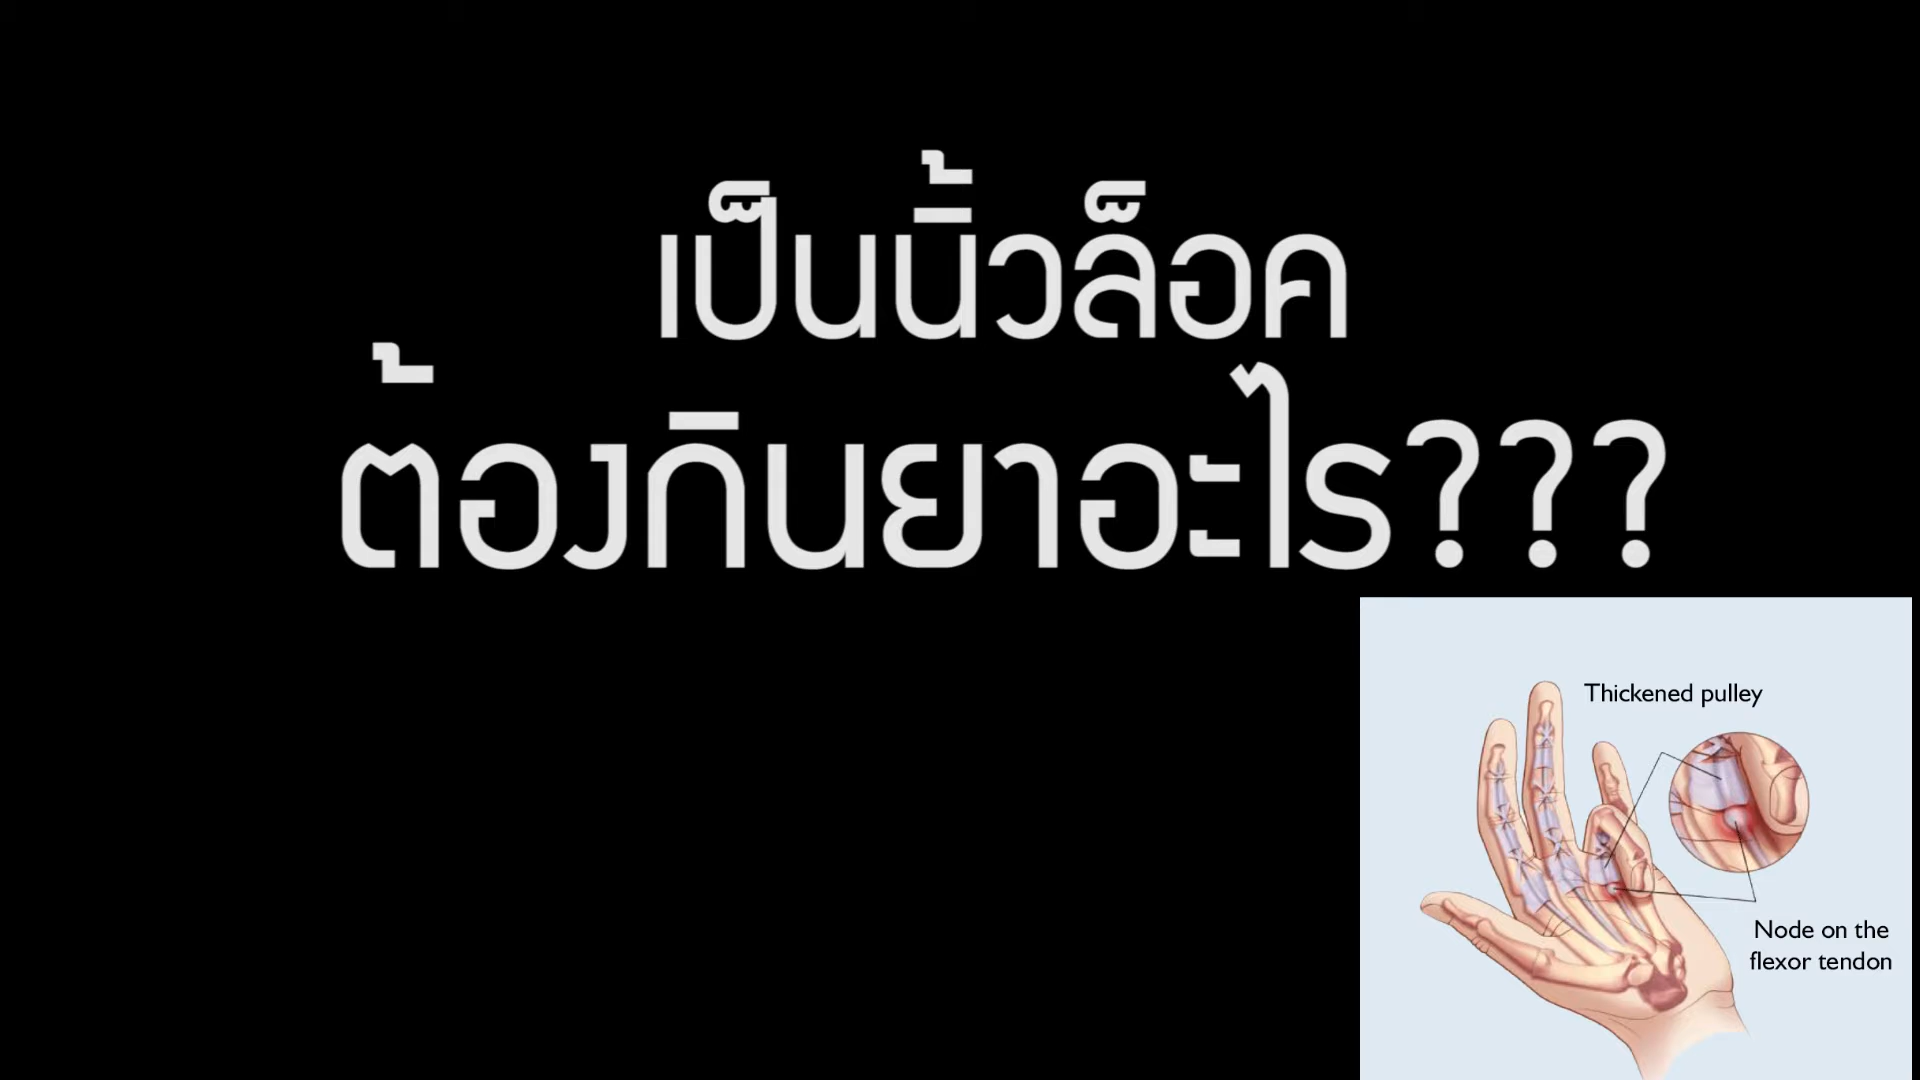 เป็นนิ้วล็อค
ต้องกินยาอะไร???
Thickened pulley
Node on the
flexor tendon